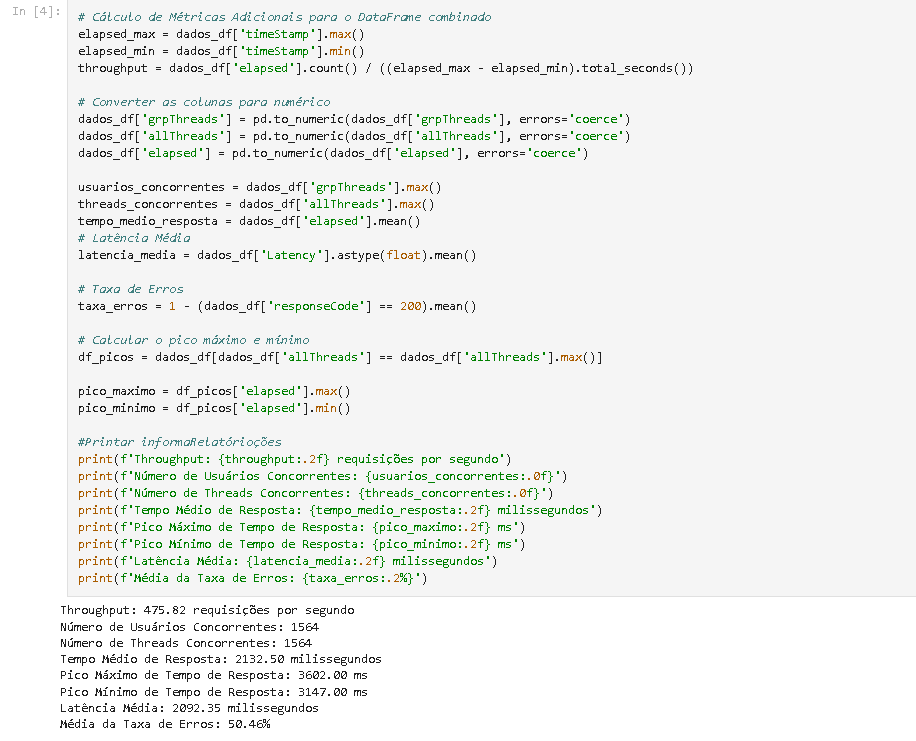 In [4]:
# Cálculo de Métricas Adicionais para o DataFrame combinado
elapsed_max = dados_df['timeStamp'].max()
elapsed_min = dados_df['timeStamp'].min()
throughput = dados_df['elapsed'].count() / ((elapsed_max - elapsed_min).total_seconds())
# Converter as colunas para numérico
dados_df['grpThreads'] = pd.to_numeric(dados_df['grpThreads'], errors='coerce')
dados_df['allThreads'] = pd.to_numeric(dados_df['allThreads'], errors='coerce')
dados_df['elapsed'] = pd.to_numeric(dados_df['elapsed'], errors='coerce')
usuarios_concorrentes = dados_df['grpThreads'].max()
threads_concorrentes = dados_df['allThreads'].max()
tempo_medio_resposta = dados_df['elapsed'].mean()
# Latência Média
latencia_media = dados_df['Latency'].astype(float).mean()
# Taxa de Erros
taxa_erros = 1 - (dados_df['responseCode'] == 200).mean()
# Calcular o pico máximo e mínimo
df_picos = dados_df[dados_df['allThreads'] == dados_df['allThreads'].max()]
pico_maximo = df_picos['elapsed'].max()
pico_minimo = df_picos['elapsed'].min()
#Printar informaRelatórioções
print(f'Throughput: {throughput:.2f} requisições por segundo')
print(f'Número de Usuários Concorrentes: {usuarios_concorrentes:.0f}')
print(f'Número de Threads Concorrentes: {threads_concorrentes:.0f}')
print(f'Tempo Médio de Resposta: {tempo_medio_resposta:.2f} milissegundos')
print(f'Pico Máximo de Tempo de Resposta: {pico_maximo:.2f} ms')
print(f'Pico Mínimo de Tempo de Resposta: {pico_minimo:.2f} ms')
print(f'Latência Média: {latencia_media:.2f} milissegundos')
print(f'Média da Taxa de Erros: {taxa_erros:.2%}')
Throughput: 475.82 requisições por segundo
Número de Usuários Concorrentes: 1564
Número de Threads Concorrentes: 1564
Tempo Médio de Resposta: 2132.50 milissegundos
Pico Máximo de Tempo de Resposta: 3602.00 ms
Pico Mínimo de Tempo de Resposta: 3147.00 ms
Latência Média: 2092.35 milissegundos
Média da Taxa de Erros: 50.46%